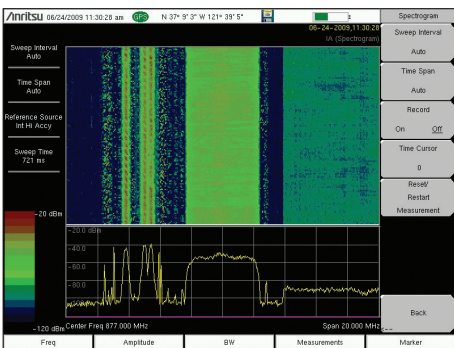 Anritsu 06/24/2009 11:30:28 am GPS N 37° 9' 3" W 121° 39' 5"
Spectrogram
06-24-2009,11:30:28
IA (Spectrogram)
Sweep Interval
Auto
Time Span
Auto
Reference Source
Int Hi Accy
Sweep Time
721 ms
-20 dBm
-120 dBm
-20.0 dBm
-40.0
-60.0
-80.0
Center Freq 877.000 MHz
Span 20.000 MHz
Sweep Interval
Auto
Time Span
Auto
Record
On Off
Time Cursor
0
Reset/
Restart
Measurement
Back
Freq
Amplitude
BW
Measurements
Marker